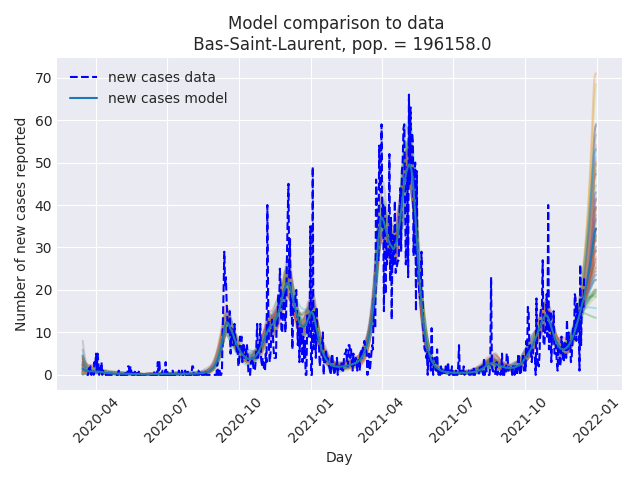 Model comparison to data
Bas-Saint-Laurent, pop. = 196158.0
new cases data
new cases model
Number of new cases reported
70
60
50
40
30
20
10
0
2020-04
2020-07
2020-10
2021-01
2021-04
2021-07
2021-10
2022-01
Day